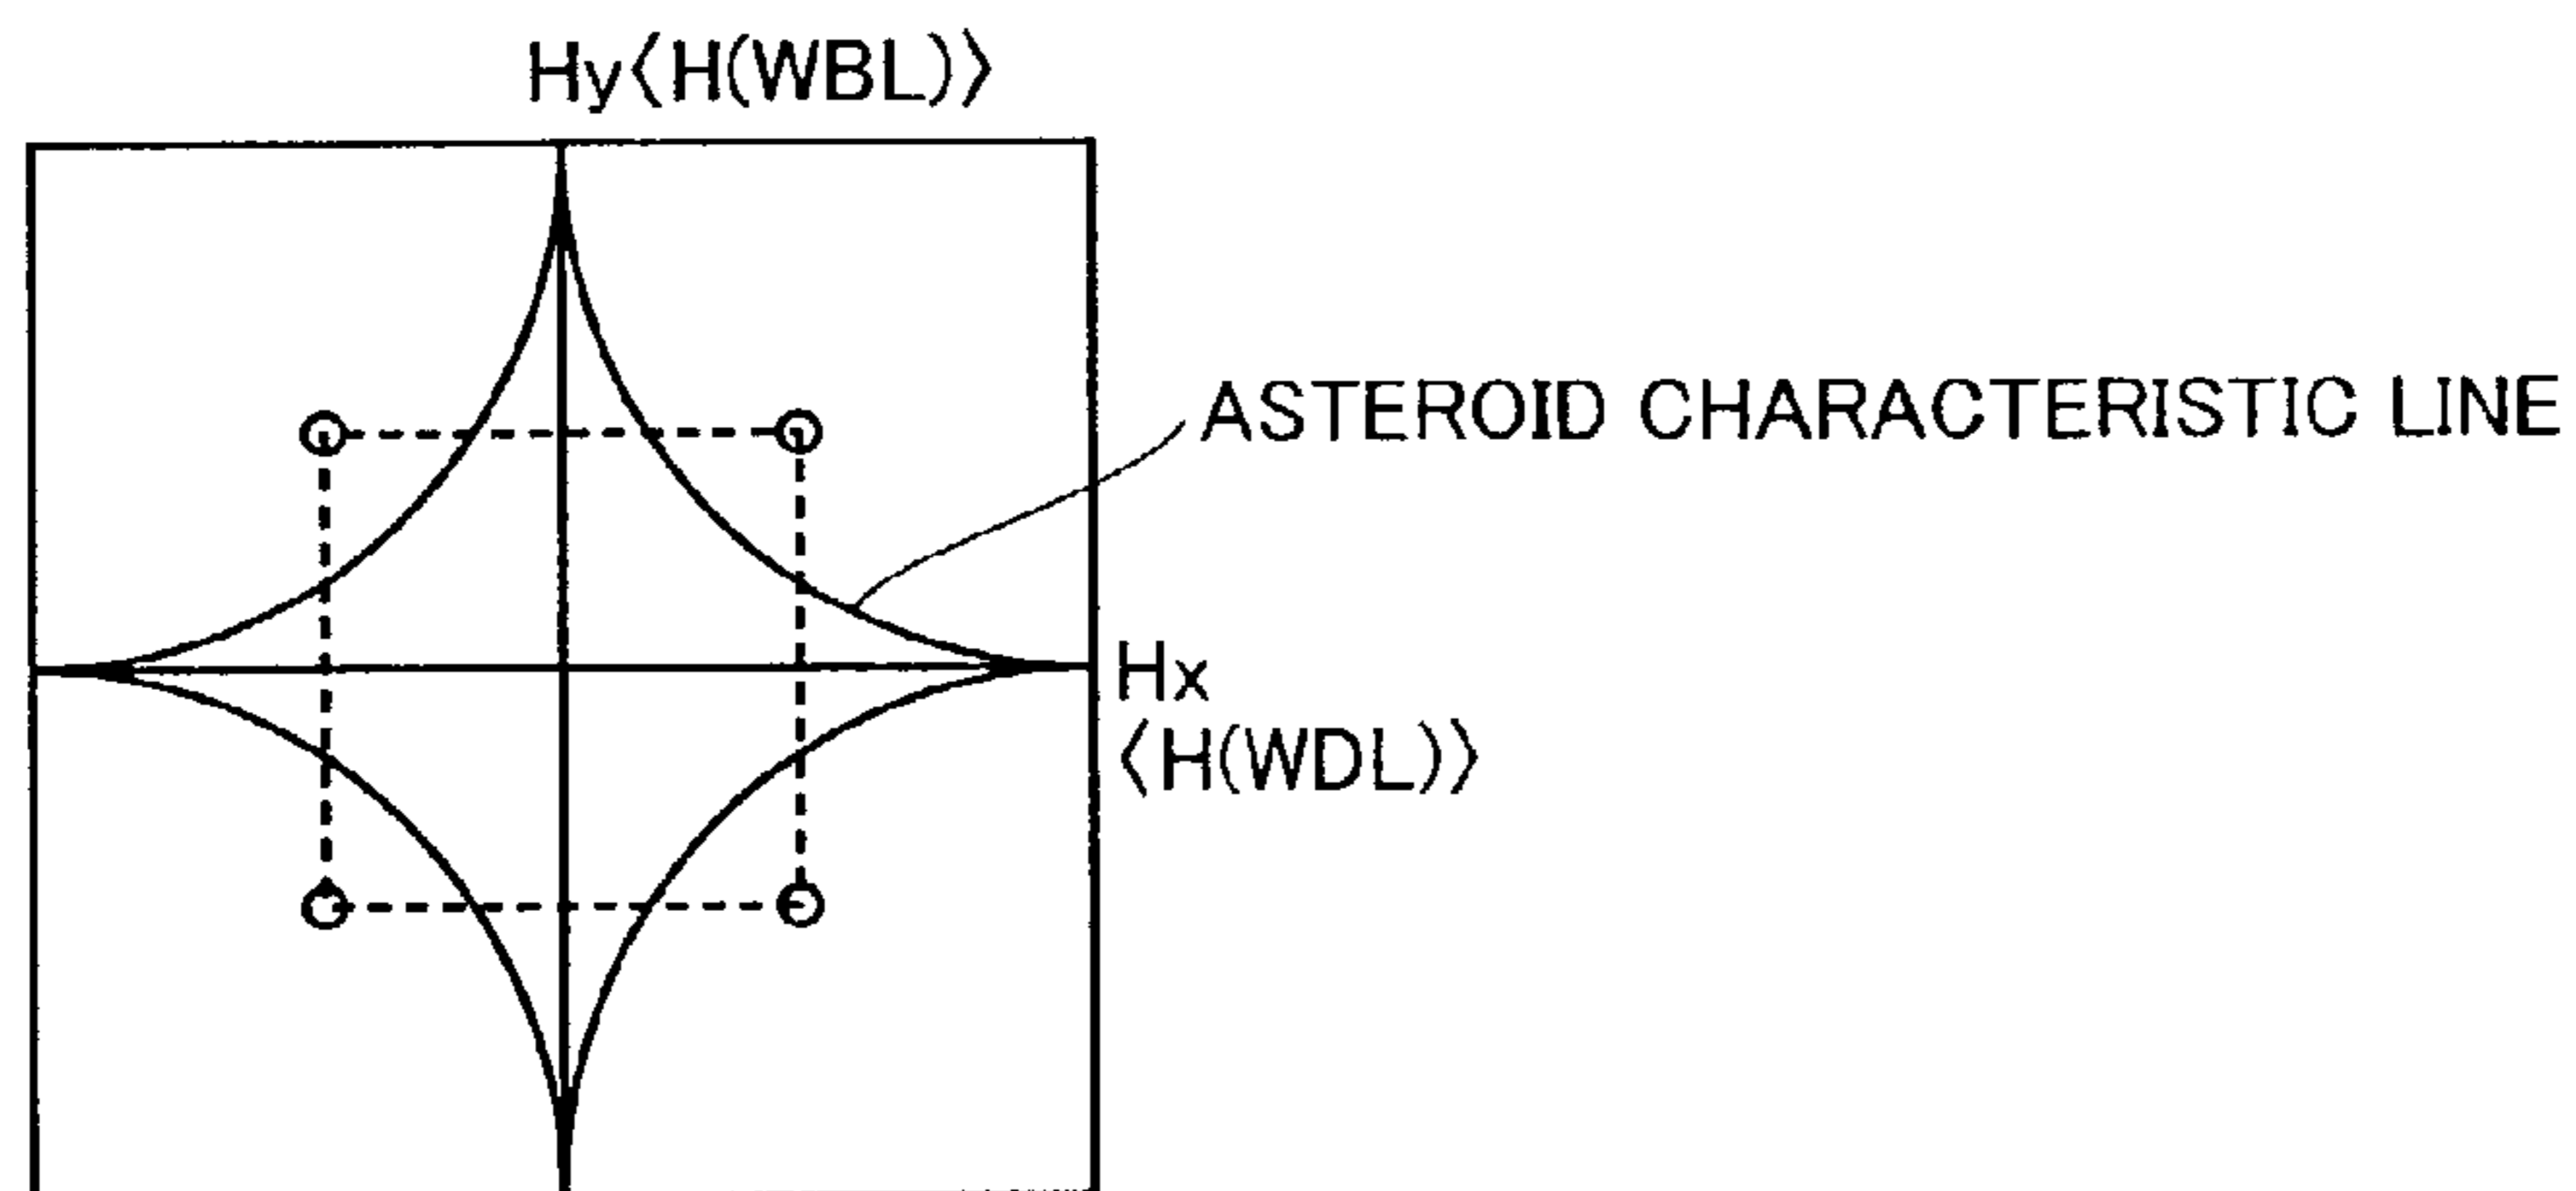 Hy〈H(WBL)〉
ASTEROID CHARACTERISTIC LINE
Hx
〈H(WDL)〉